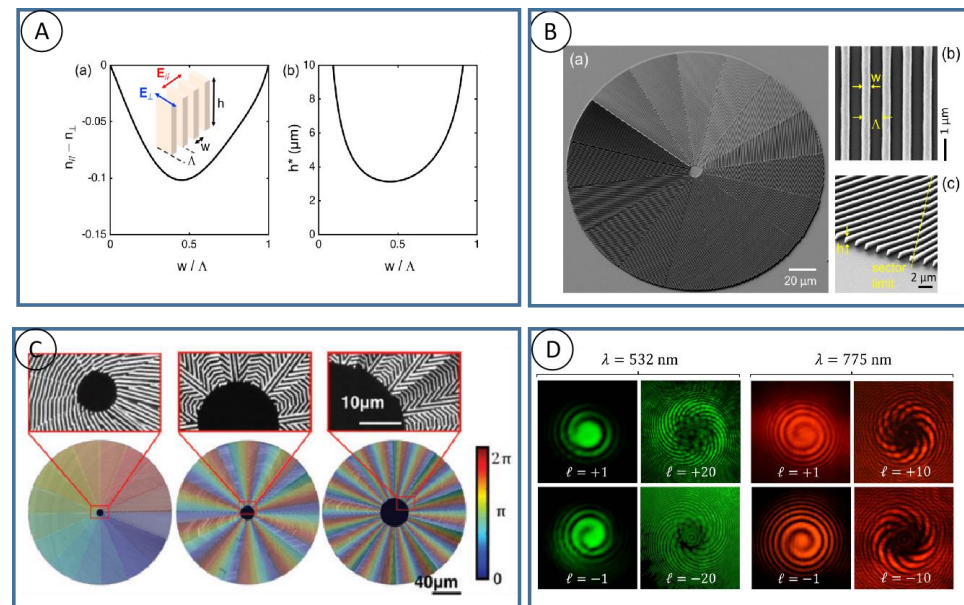 A
(a)
E//
E⊥
h
w
Λ
n// − n⊥
0
-0.05
-0.1
-0.15
0
0.5
1
w / Λ
(b)
h* (µm)
10
8
6
4
2
0
0
0.5
1
w / Λ
B
(a)
20 µm
(b)
w
Λ
1 µm
(c)
h
sector
limit
2 µm
C
10µm
2π
π
0
40µm
D
λ = 532 nm
λ = 775 nm
ℓ = +1
ℓ = +20
ℓ = +1
ℓ = +10
ℓ = −1
ℓ = −20
ℓ = −1
ℓ = −10